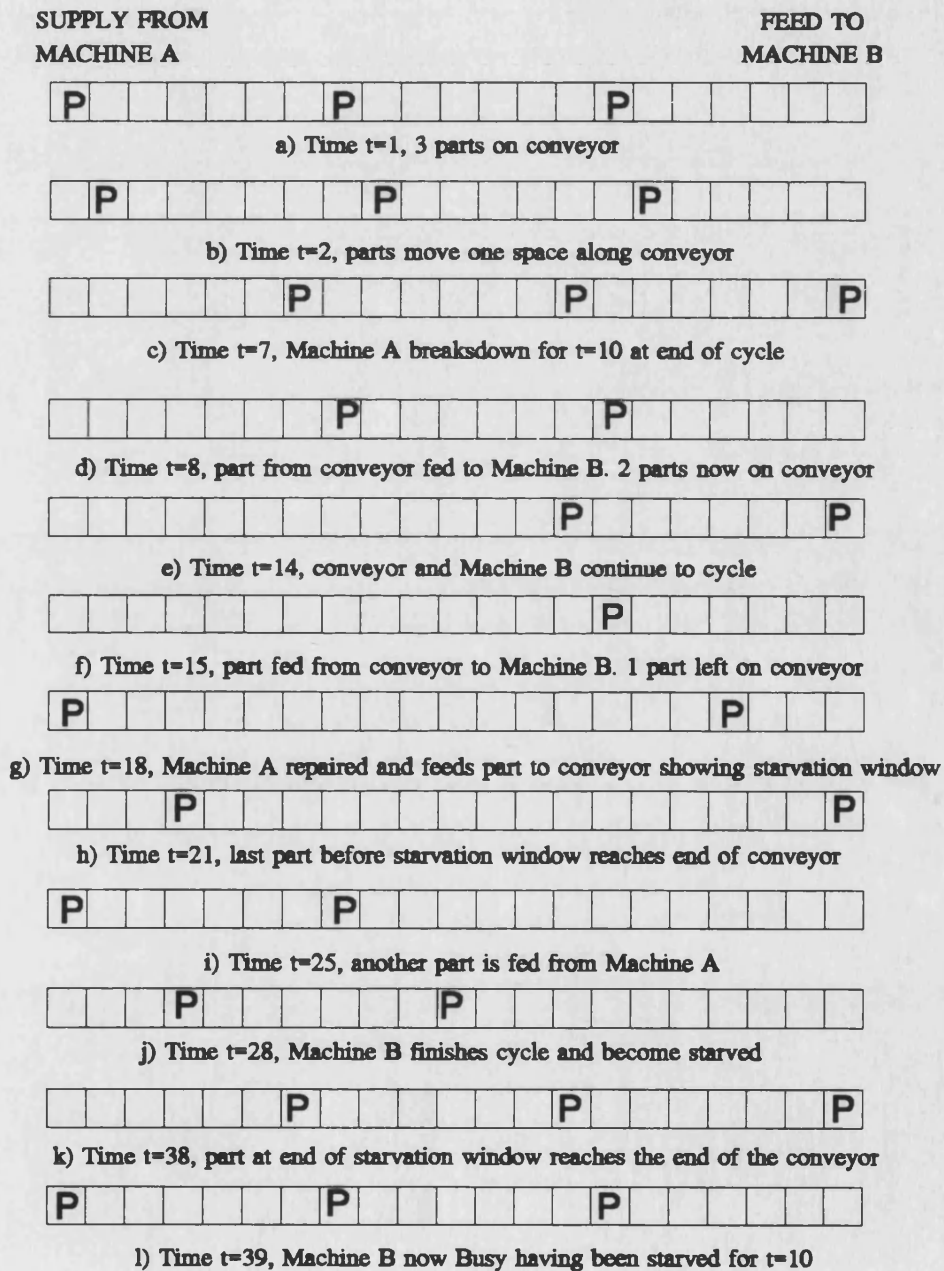 SUPPLY FROM
MACHINE A
FEED TO
MACHINE B
P P P
a) Time t=1, 3 parts on conveyor
P P P
b) Time t=2, parts move one space along conveyor
P P P
c) Time t=7, Machine A breaksdown for t=10 at end of cycle
P P
d) Time t=8, part from conveyor fed to Machine B. 2 parts now on conveyor
P P
e) Time t=14, conveyor and Machine B continue to cycle
P
f) Time t=15, part fed from conveyor to Machine B. 1 part left on conveyor
P P
g) Time t=18, Machine A repaired and feeds part to conveyor showing starvation window
P P
h) Time t=21, last part before starvation window reaches end of conveyor
P P
i) Time t=25, another part is fed from Machine A
P P
j) Time t=28, Machine B finishes cycle and become starved
P P P
k) Time t=38, part at end of starvation window reaches the end of the conveyor
P P P
l) Time t=39, Machine B now Busy having been starved for t=10